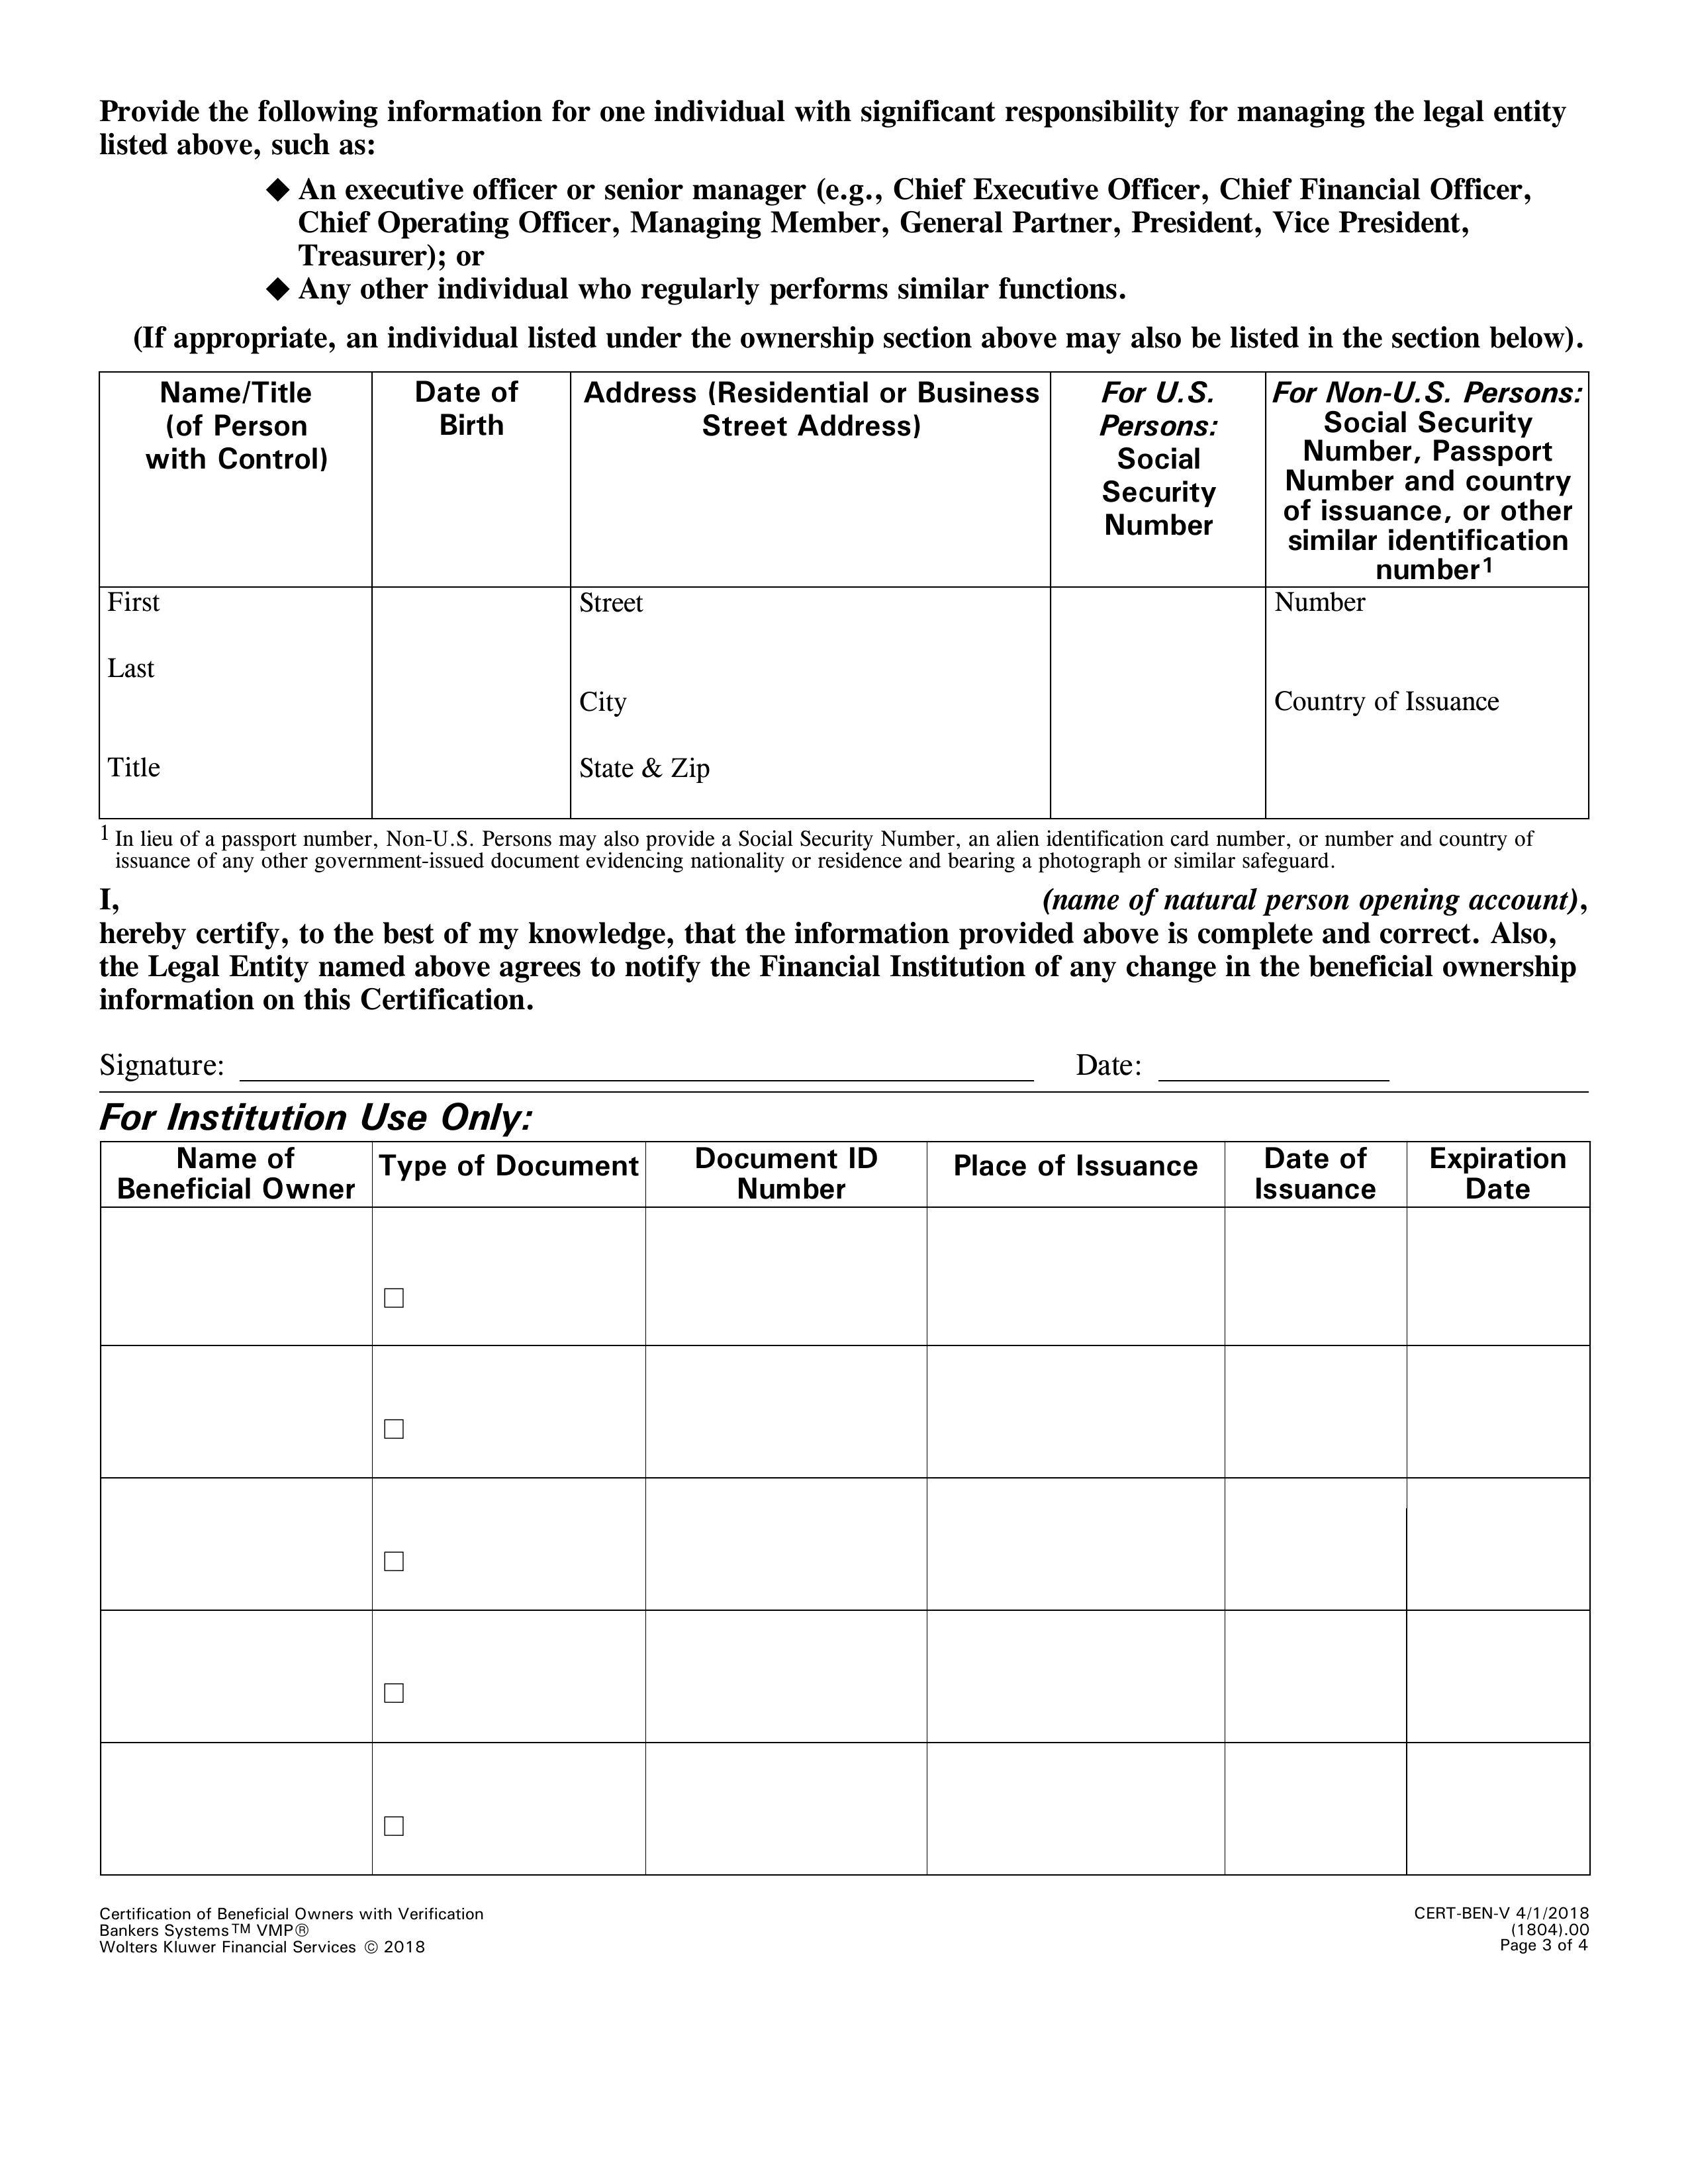 Provide the following information for one individual with significant responsibility for managing the legal entity
listed above, such as:
◆ An executive officer or senior manager (e.g., Chief Executive Officer, Chief Financial Officer,
Chief Operating Officer, Managing Member, General Partner, President, Vice President,
Treasurer); or
◆ Any other individual who regularly performs similar functions.
(If appropriate, an individual listed under the ownership section above may also be listed in the section below).
Name/Title
(of Person
with Control)
Date of
Birth
Address (Residential or Business
Street Address)
For U.S.
Persons:
Social
Security
Number
For Non-U.S. Persons:
Social Security
Number, Passport
Number and country
of issuance, or other
similar identification
number1
First
Last
Title
Street
City
State & Zip
Number
Country of Issuance
1 In lieu of a passport number, Non-U.S. Persons may also provide a Social Security Number, an alien identification card number, or number and country of
issuance of any other government-issued document evidencing nationality or residence and bearing a photograph or similar safeguard.
I, (name of natural person opening account),
hereby certify, to the best of my knowledge, that the information provided above is complete and correct. Also,
the Legal Entity named above agrees to notify the Financial Institution of any change in the beneficial ownership
information on this Certification.
Signature: Date:
For Institution Use Only:
Name of
Beneficial Owner
Type of Document
Document ID
Number
Place of Issuance
Date of
Issuance
Expiration
Date
Certification of Beneficial Owners with Verification
Bankers Systems™ VMP®
Wolters Kluwer Financial Services © 2018
CERT-BEN-V 4/1/2018
(1804).00
Page 3 of 4